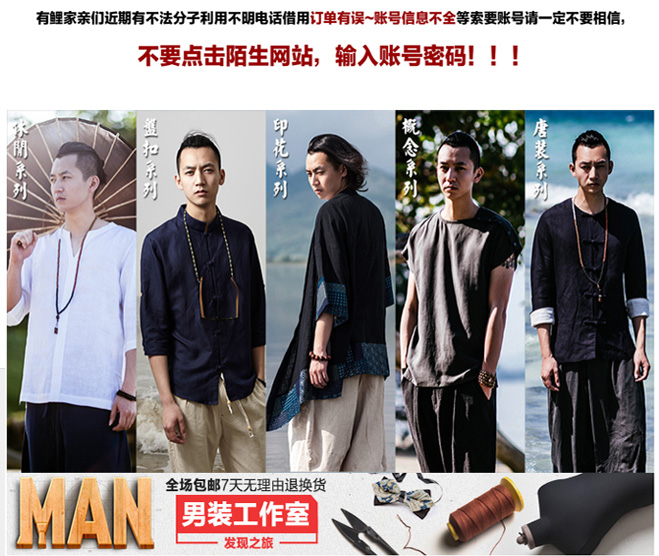 有鲤家亲们近期有不法分子利用不明电话借用订单有误~账号信息不全等索要账号请一定不要相信,
不要点击陌生网站，输入账号密码！！！
休閒系列
盤扣系列
印花系列
概念系列
唐裝系列
MAN
全场包邮7天无理由退换货
男装工作室
发现之旅